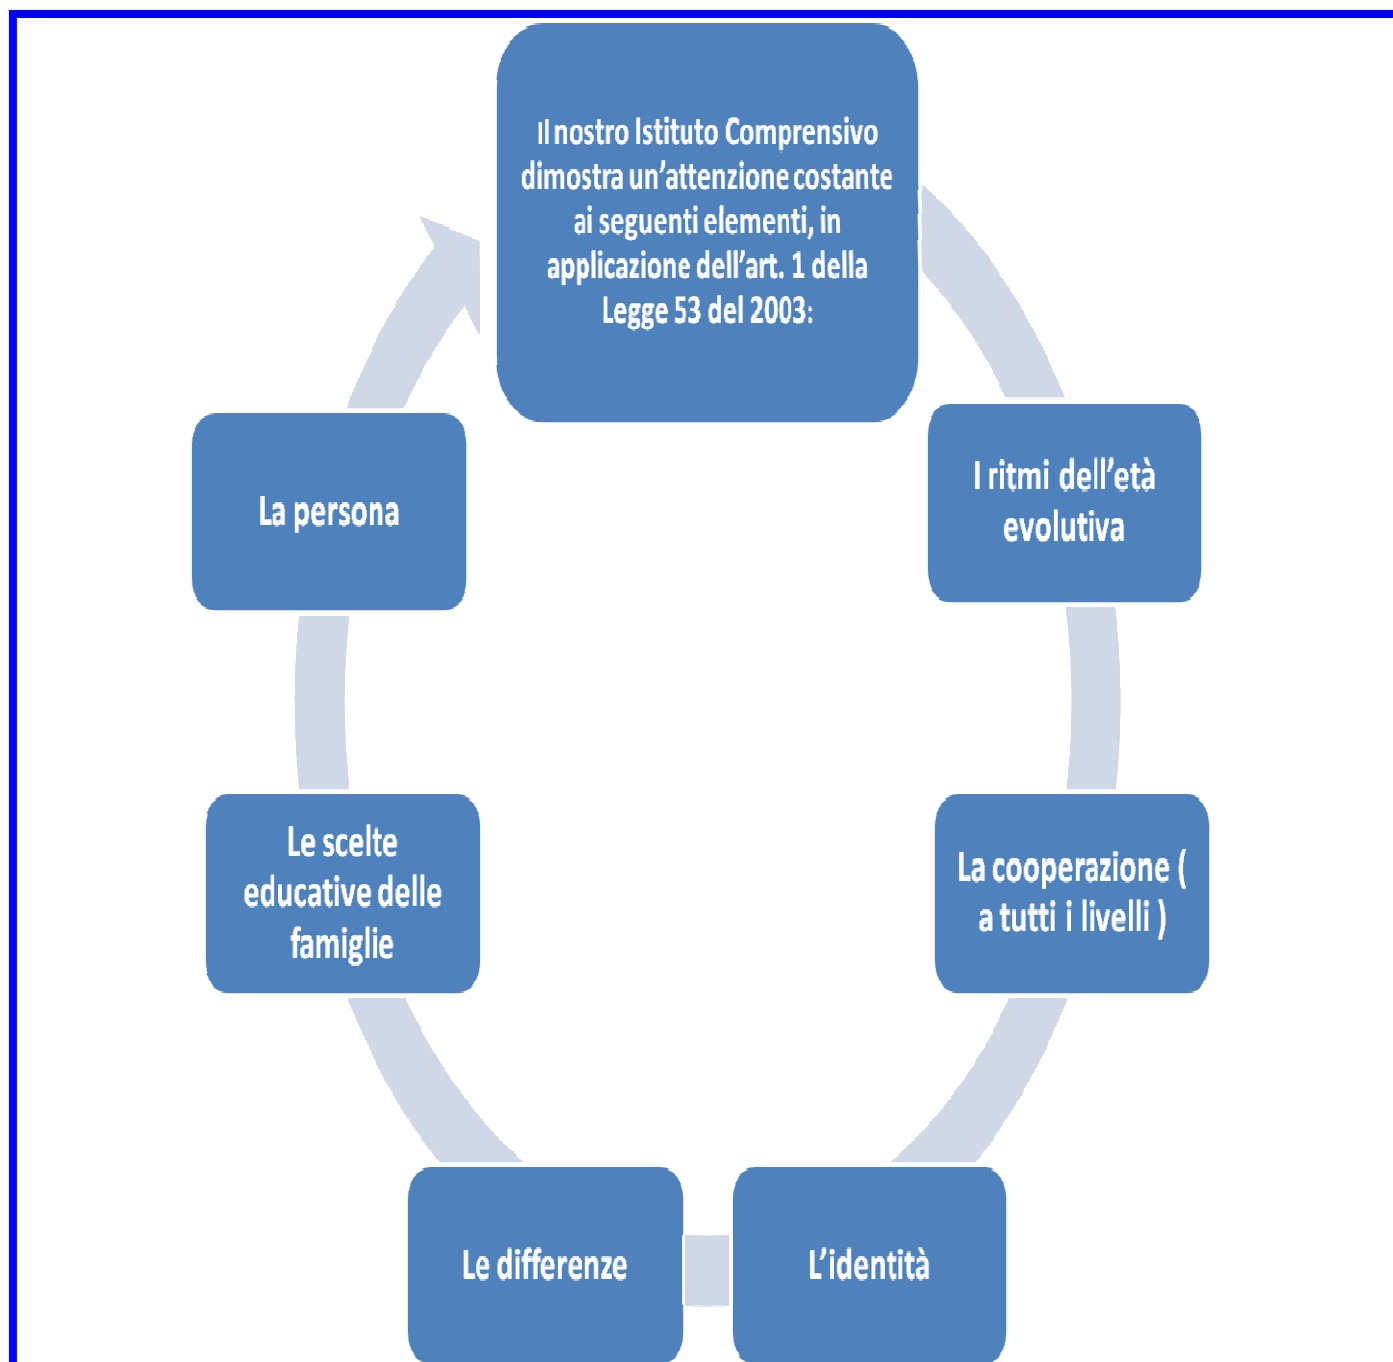 Il nostro Istituto Comprensivo
dimostra un’attenzione costante
ai seguenti elementi, in
applicazione dell’art. 1 della
Legge 53 del 2003:
I ritmi dell’età
evolutiva
La cooperazione (
a tutti i livelli )
L’identità
Le differenze
Le scelte
educative delle
famiglie
La persona